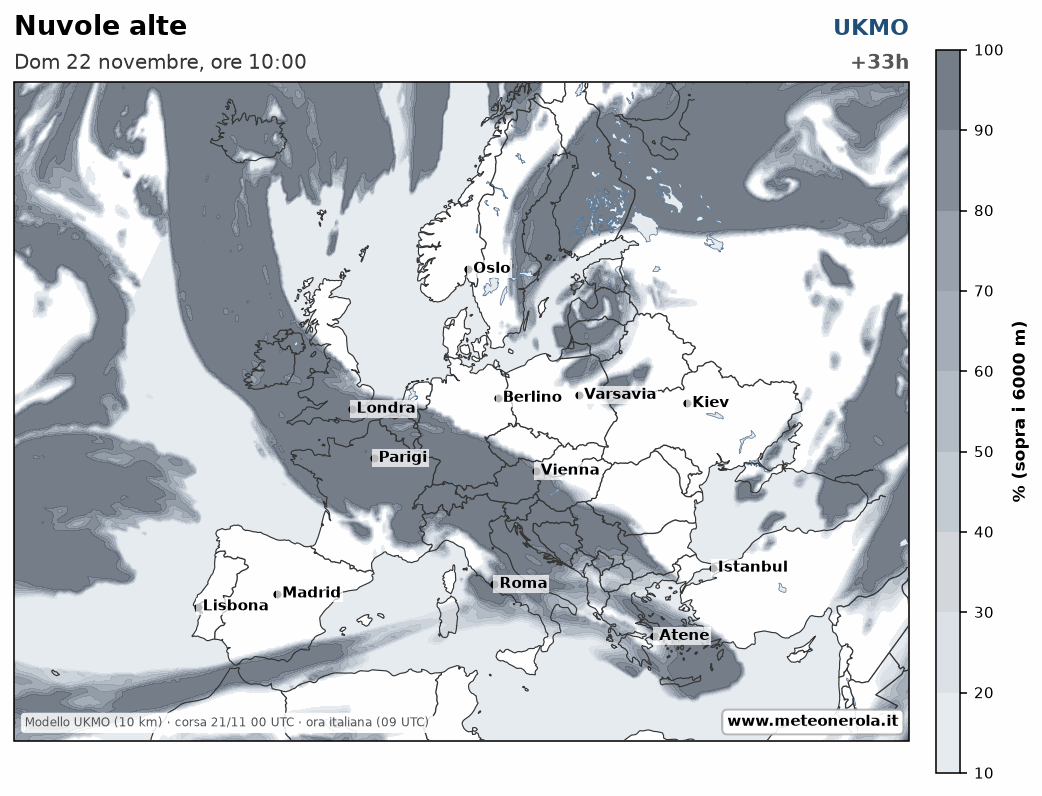 Nuvole alte
UKMO
Dom 22 novembre, ore 10:00
+33h
100
90
80
70
60
50
40
30
20
10
% (sopra i 6000 m)
Oslo
Berlino
Varsavia
Kiev
Londra
Parigi
Vienna
Istanbul
Roma
Madrid
Lisbona
Atene
Modello UKMO (10 km) · corsa 21/11 00 UTC · ora italiana (09 UTC)
www.meteonerola.it